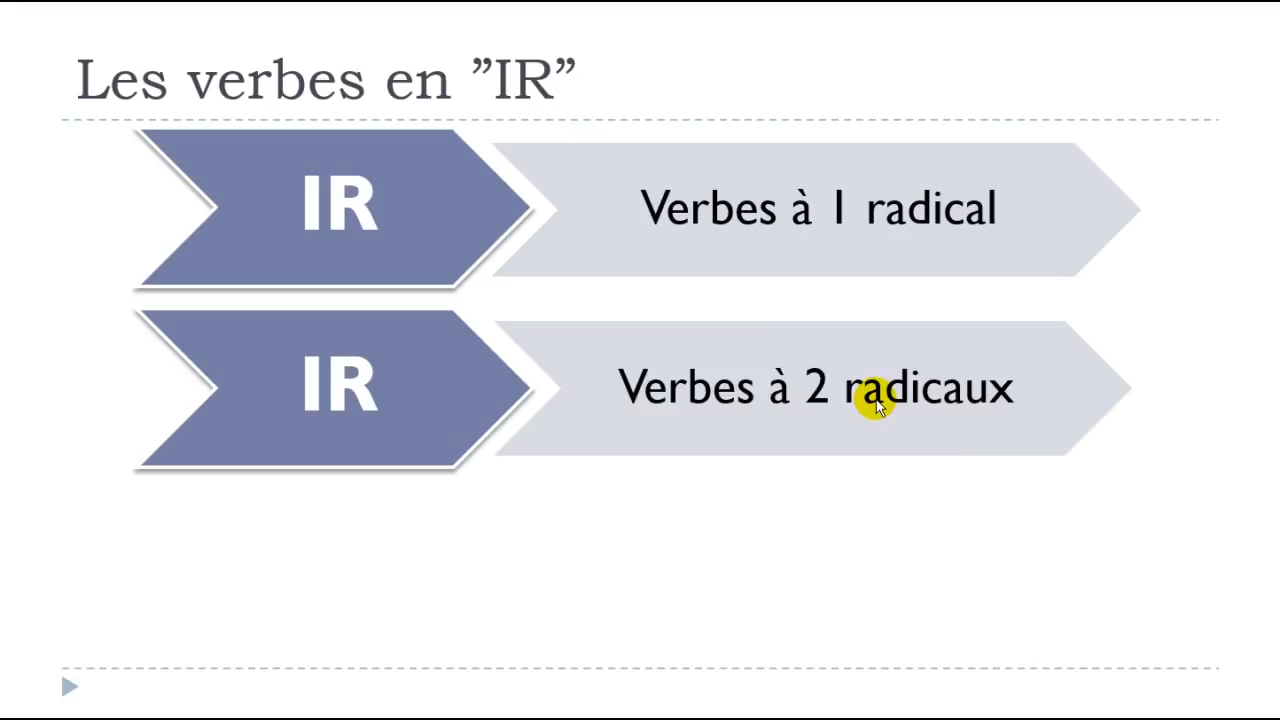 Les verbes en ”IR”
IR
Verbes à 1 radical
IR
Verbes à 2 radicaux